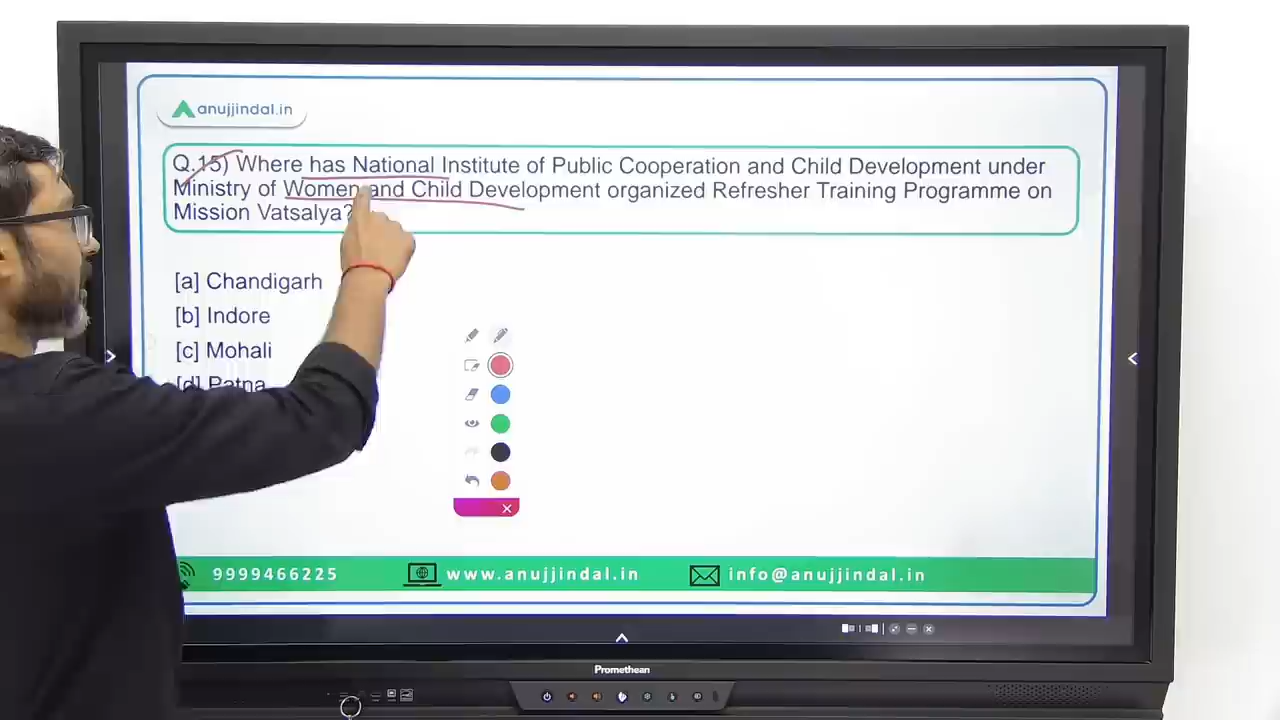 anujjindal.in
Q.15) Where has National Institute of Public Cooperation and Child Development under
Ministry of Women and Child Development organized Refresher Training Programme on
Mission Vatsalya?
[a] Chandigarh
[b] Indore
[c] Mohali
[d] Patna
9999466225
www.anujjindal.in
info@anujjindal.in
Promethean